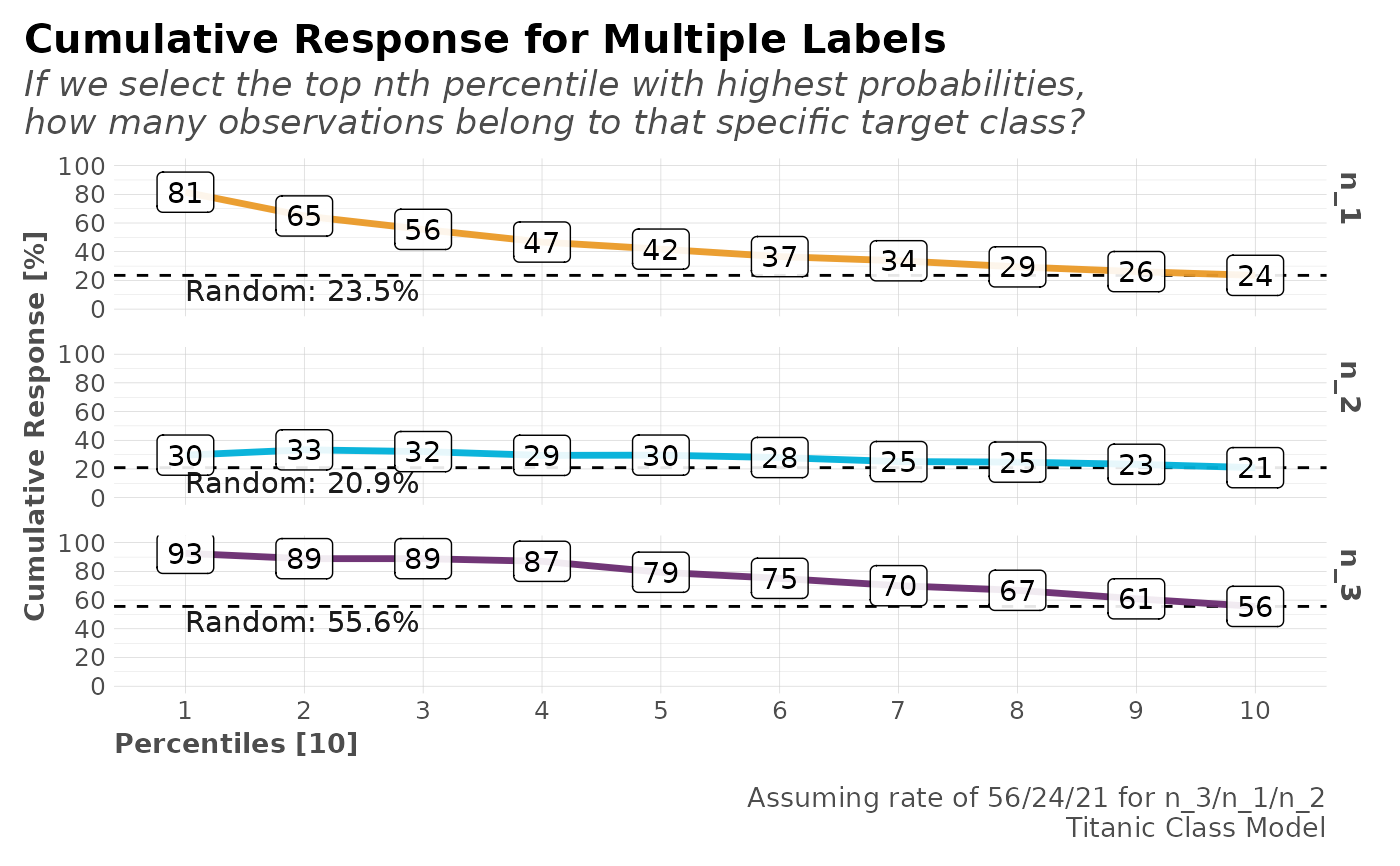 Cumulative Response for Multiple Labels
If we select the top nth percentile with highest probabilities,
how many observations belong to that specific target class?
Cumulative Response [%]
100
80
60
40
20
0
81 65 56 47 42 37 34 29 26 24
Random: 23.5%
n_1
100
80
60
40
20
0
30 33 32 29 30 28 25 25 23 21
Random: 20.9%
n_2
100
80
60
40
20
0
93 89 89 87 79 75 70 67 61 56
Random: 55.6%
n_3
1 2 3 4 5 6 7 8 9 10
Percentiles [10]
Assuming rate of 56/24/21 for n_3/n_1/n_2
Titanic Class Model